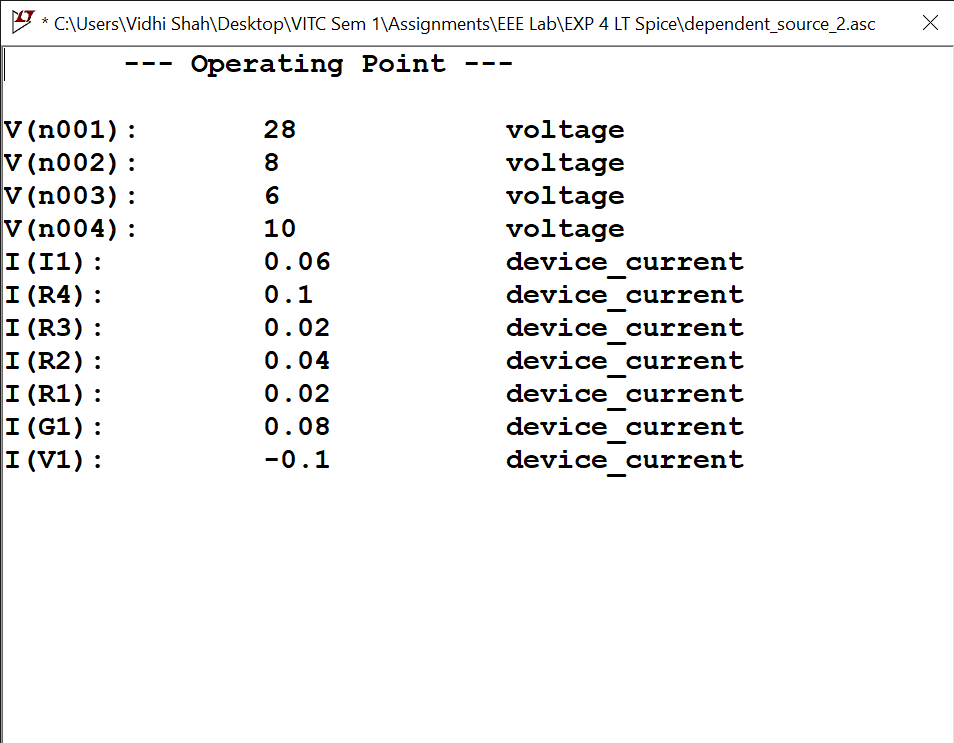 * C:\Users\Vidhi Shah\Desktop\VITC Sem 1\Assignments\EEE Lab\EXP 4 LT Spice\dependent_source_2.asc
--- Operating Point ---
V(n001): 28 voltage
V(n002): 8 voltage
V(n003): 6 voltage
V(n004): 10 voltage
I(I1): 0.06 device_current
I(R4): 0.1 device_current
I(R3): 0.02 device_current
I(R2): 0.04 device_current
I(R1): 0.02 device_current
I(G1): 0.08 device_current
I(V1): -0.1 device_current